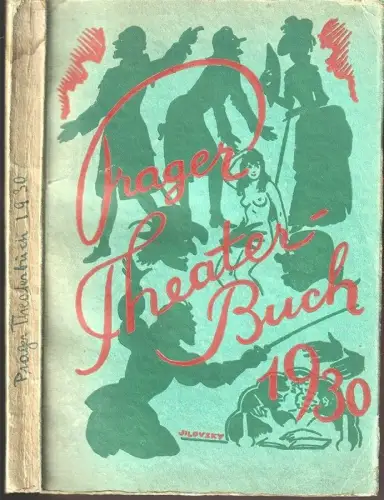 Prager
Theater-
Buch
1930
JILOVSKY
Prager Theaterbuch 1930